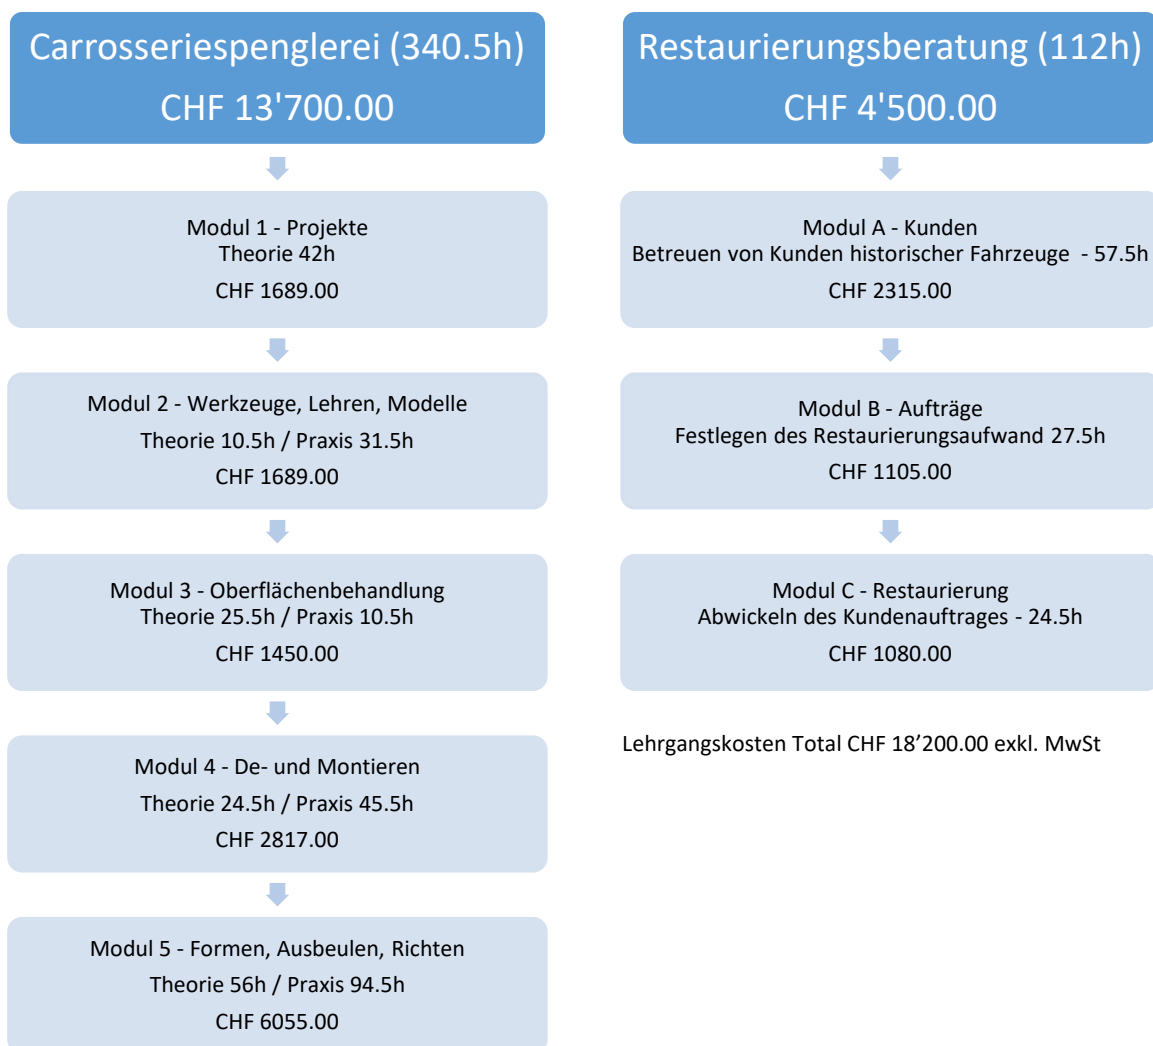 Carrosseriespenglerei (340.5h)
CHF 13'700.00
Modul 1 - Projekte
Theorie 42h
CHF 1689.00
Modul 2 - Werkzeuge, Lehren, Modelle
Theorie 10.5h / Praxis 31.5h
CHF 1689.00
Modul 3 - Oberflächenbehandlung
Theorie 25.5h / Praxis 10.5h
CHF 1450.00
Modul 4 - De- und Montieren
Theorie 24.5h / Praxis 45.5h
CHF 2817.00
Modul 5 - Formen, Ausbeulen, Richten
Theorie 56h / Praxis 94.5h
CHF 6055.00
Restaurierungsberatung (112h)
CHF 4'500.00
Modul A - Kunden
Betreuen von Kunden historischer Fahrzeuge - 57.5h
CHF 2315.00
Modul B - Aufträge
Festlegen des Restaurierungsaufwand 27.5h
CHF 1105.00
Modul C - Restaurierung
Abwickeln des Kundenauftrages - 24.5h
CHF 1080.00
Lehrgangskosten Total CHF 18’200.00 exkl. MwSt